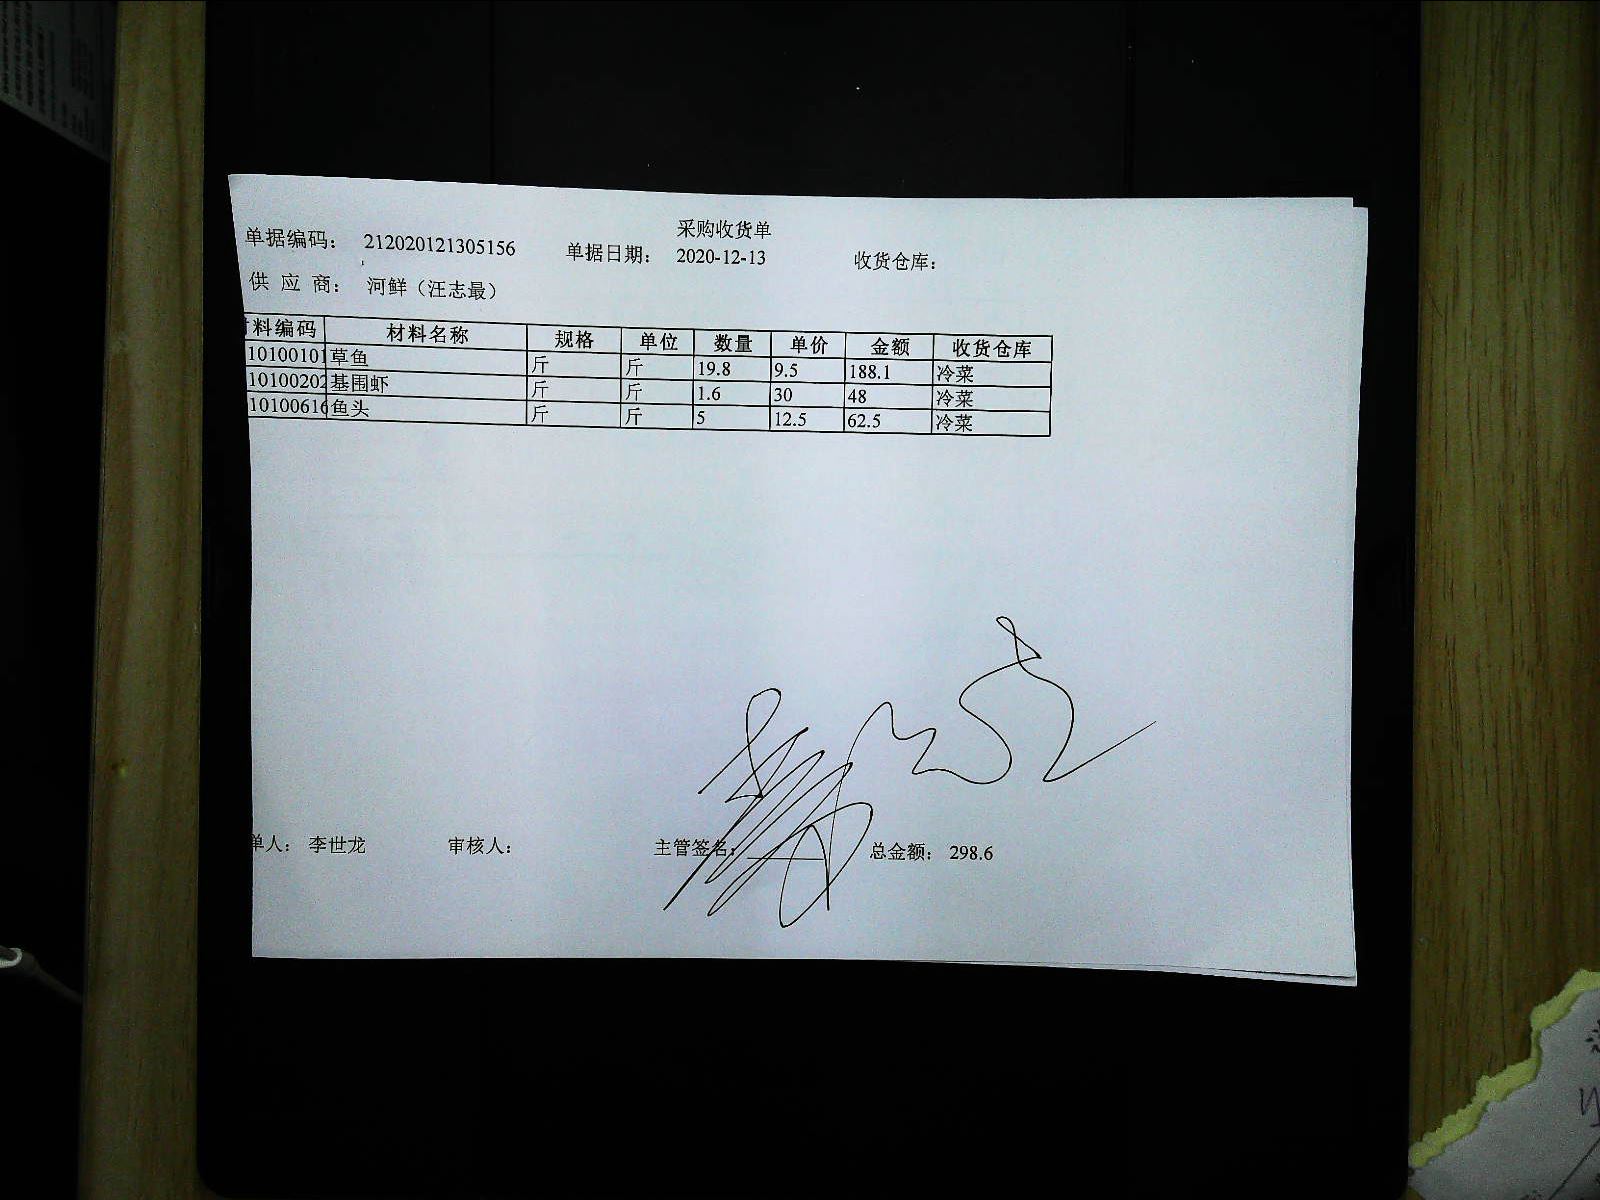 采购收货单
单据编码： 212020121305156 单据日期： 2020-12-13 收货仓库：
供 应 商： 河鲜（汪志最）
材料编码 材料名称 规格 单位 数量 单价 金额 收货仓库
10100101 草鱼 斤 斤 19.8 9.5 188.1 冷菜
10100202 基围虾 斤 斤 1.6 30 48 冷菜
10100616 鱼头 斤 斤 5 12.5 62.5 冷菜
单人： 李世龙 审核人： 主管签名： 总金额： 298.6